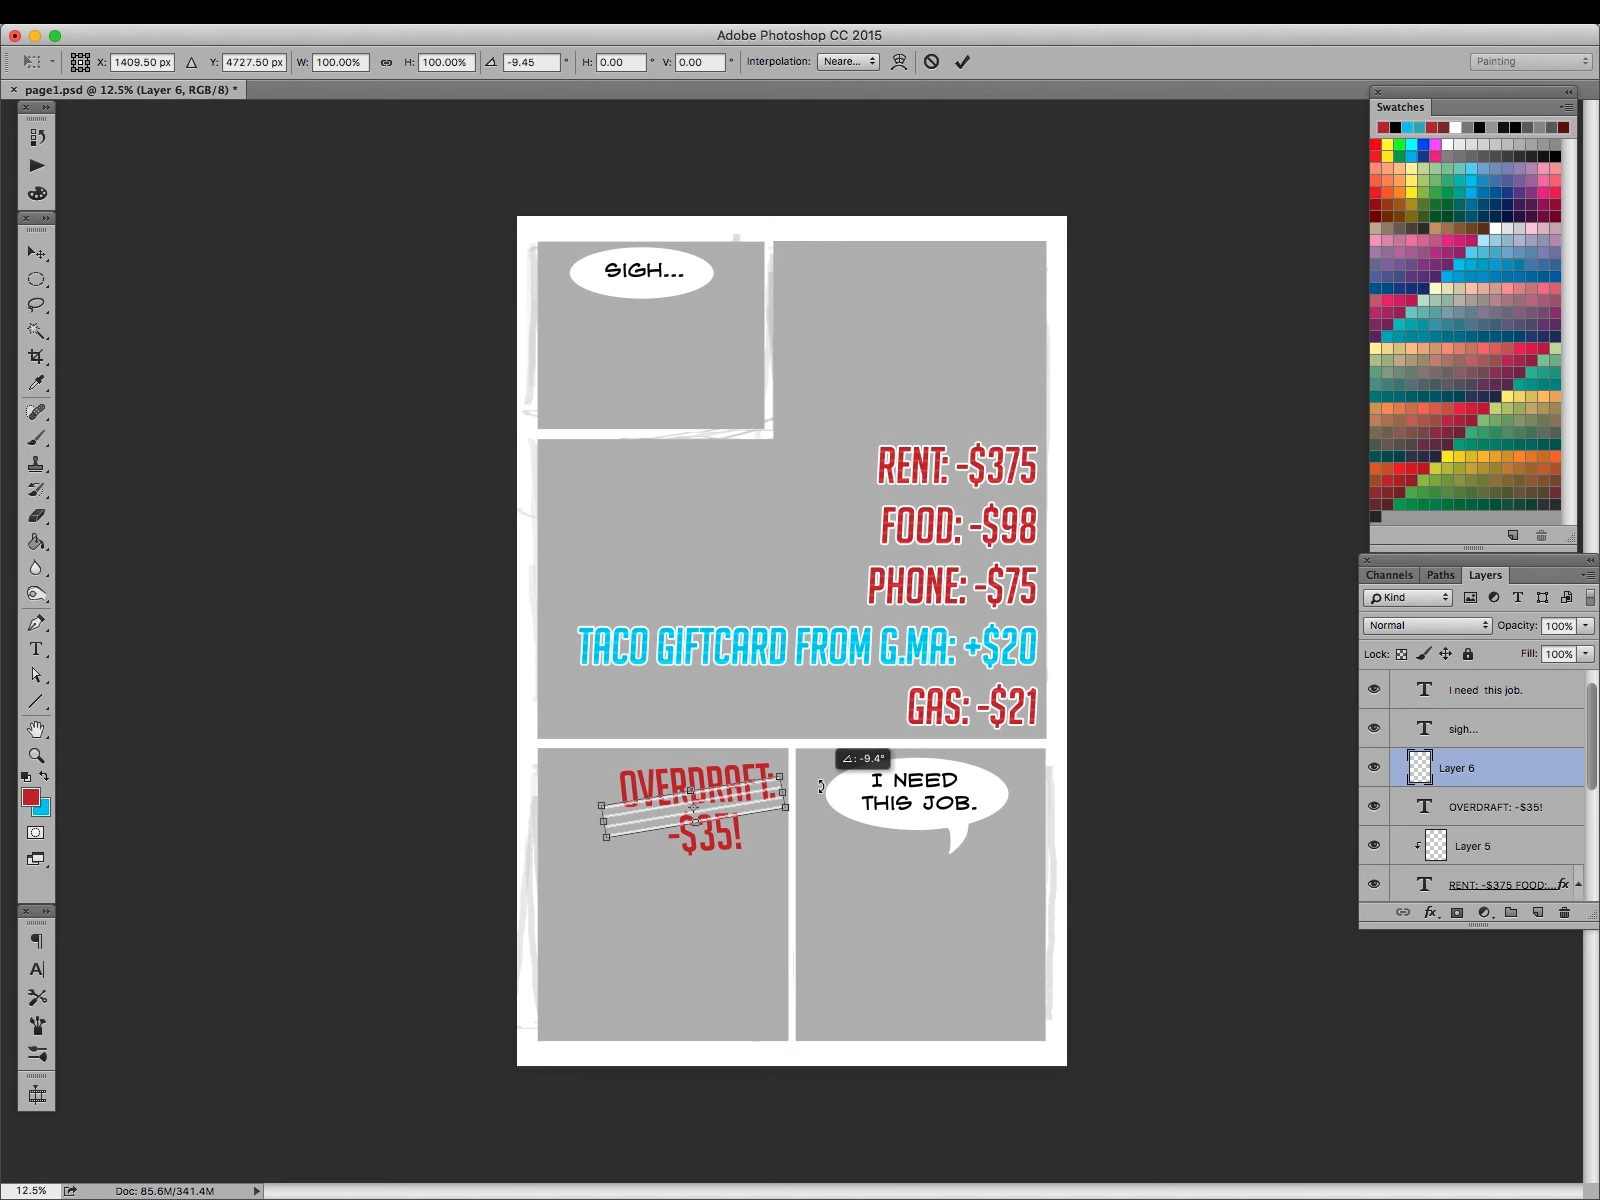 Adobe Photoshop CC 2015
X: 1409.50 px Y: 4727.50 px W: 100.00% H: 100.00% -9.45 ° H: 0.00 ° V: 0.00 ° Interpolation: Neare... Painting
page1.psd @ 12.5% (Layer 6, RGB/8) *
Swatches
SIGH...
RENT: -$375
FOOD: -$98
PHONE: -$75
TACO GIFTCARD FROM G.MA: +$20
GAS: -$21
OVERDRAFT:
-$35!
: -9.4°
I NEED
THIS JOB.
Channels Paths Layers
Kind
Normal Opacity: 100%
Lock: Fill: 100%
I need  this job.
sigh...
Layer 6
OVERDRAFT: -$35!
Layer 5
RENT: -$375 FOOD:... fx
fx
12.5% Doc: 85.6M/341.4M